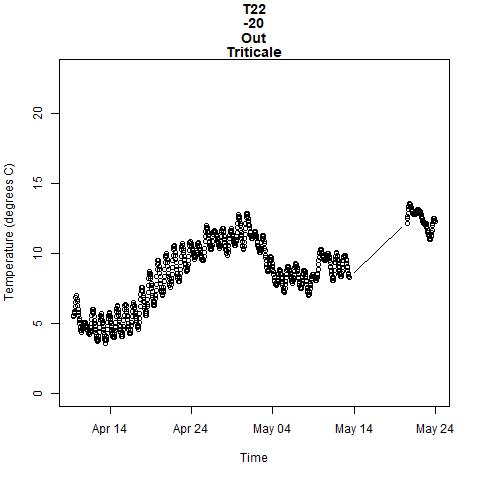 T22
-20
Out
Triticale
Temperature (degrees C)
20
15
10
5
0
Apr 14
Apr 24
May 04
May 14
May 24
Time